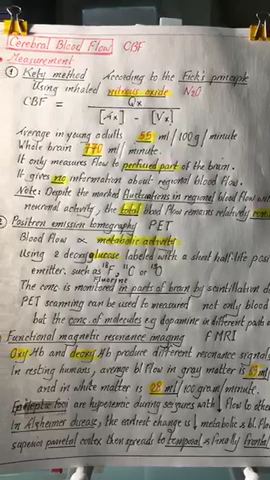 Cerebral Blood Flow CBF
Measurement
① Kety method According to the Fick's principle
Using inhaled nitrous oxide N₂O
CBF = Q'x
[Ax] - [Vx]
Average in young adults 55 ml/100g/minute
Whole brain 770 ml/minute.
It only measures flow to perfused part of the brain.
It gives no information about regional blood flow.
Note: Despite the marked fluctuations in regional blood flow with
neuronal activity, the total blood flow remains relatively
② Positron emission tomography PET
Blood flow ∝ metabolic activity.
Using 2 deoxyglucose labeled with a short half-life
emitter. such as ¹⁸F, ¹¹C or ¹⁵O
Fluorine
The conc is monitored in parts of brain by scintillation
PET scanning can be used to measured not only blood
but the conc. of molecules e.g dopamine in different parts
Functional magnetic resonance imaging FMRI
Oxy Hb and deoxy Hb produce different resonance signals
In resting humans, average bl flow in gray matter is 69 ml
and in white matter is 28 ml/100gram/minute.
Epileptic foci are hyperemic during seizures with ↓ flow to other
In Alzheimer disease, the earliest change is ↓ metabolic & bl. flow
superior parietal cortex then spreads to temporal & finally frontal